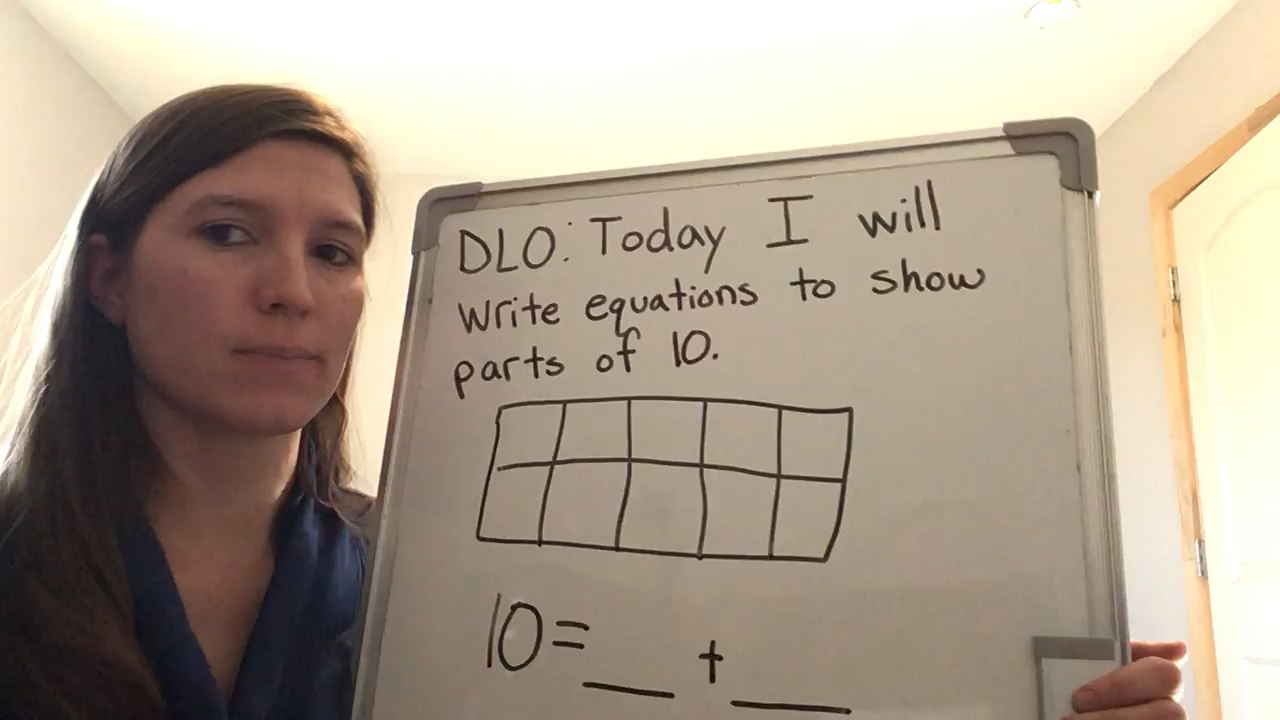 DLO: Today I will
write equations to show
parts of 10.
10=___ + ___